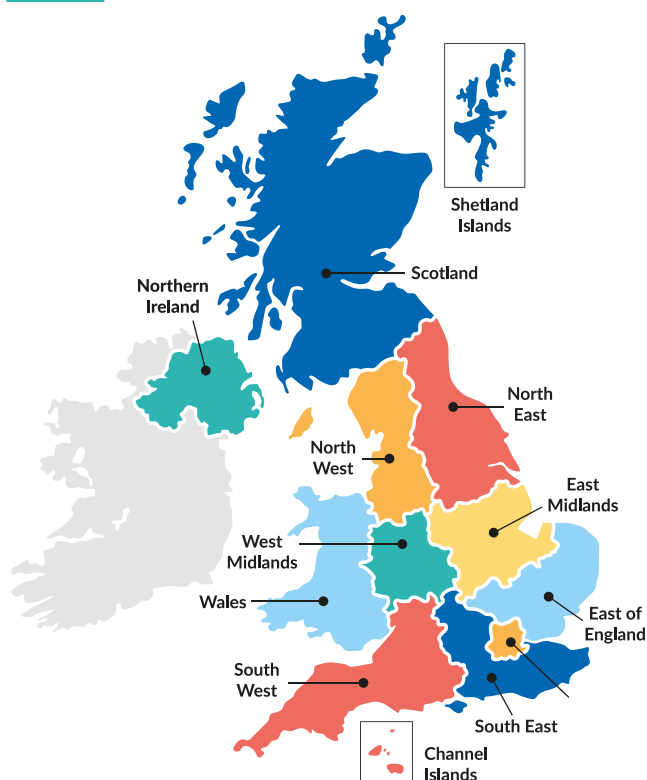 Shetland
Islands
Scotland
Northern
Ireland
North
East
North
West
East
Midlands
West
Midlands
Wales
East of
England
South
West
South East
Channel
Islands